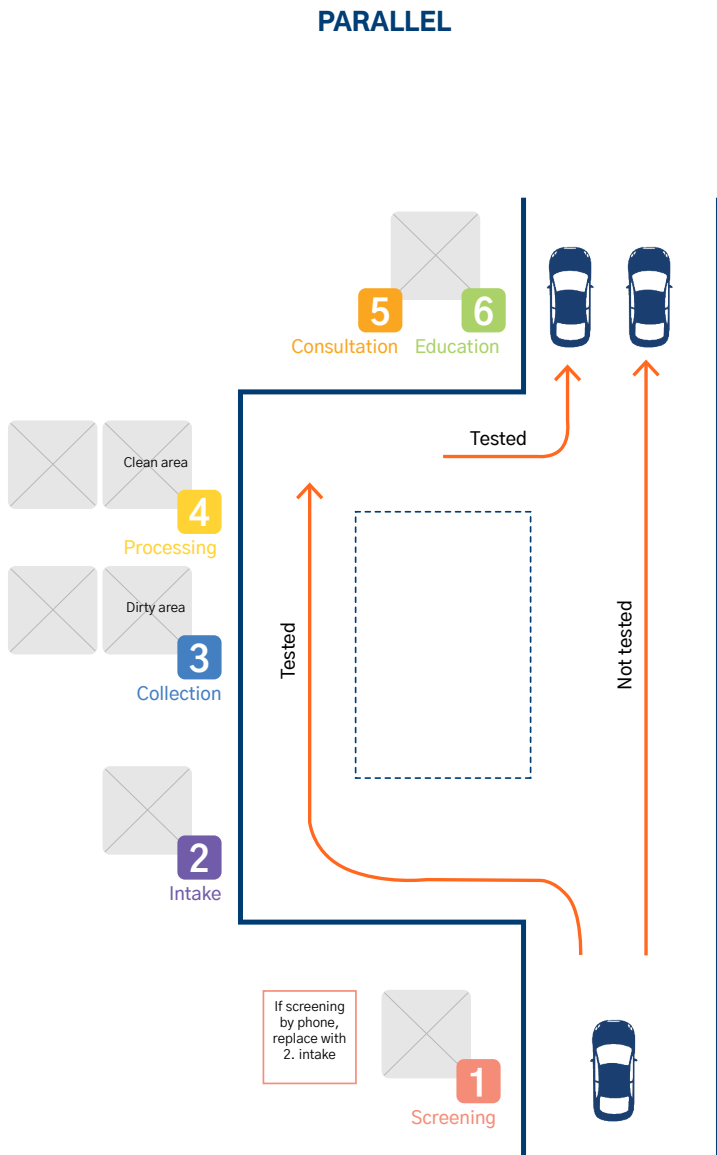 PARALLEL
5
6
Consultation
Education
Tested
Clean area
4
Processing
Dirty area
3
Collection
Tested
Not tested
2
Intake
If screening
by phone,
replace with
2. intake
1
Screening